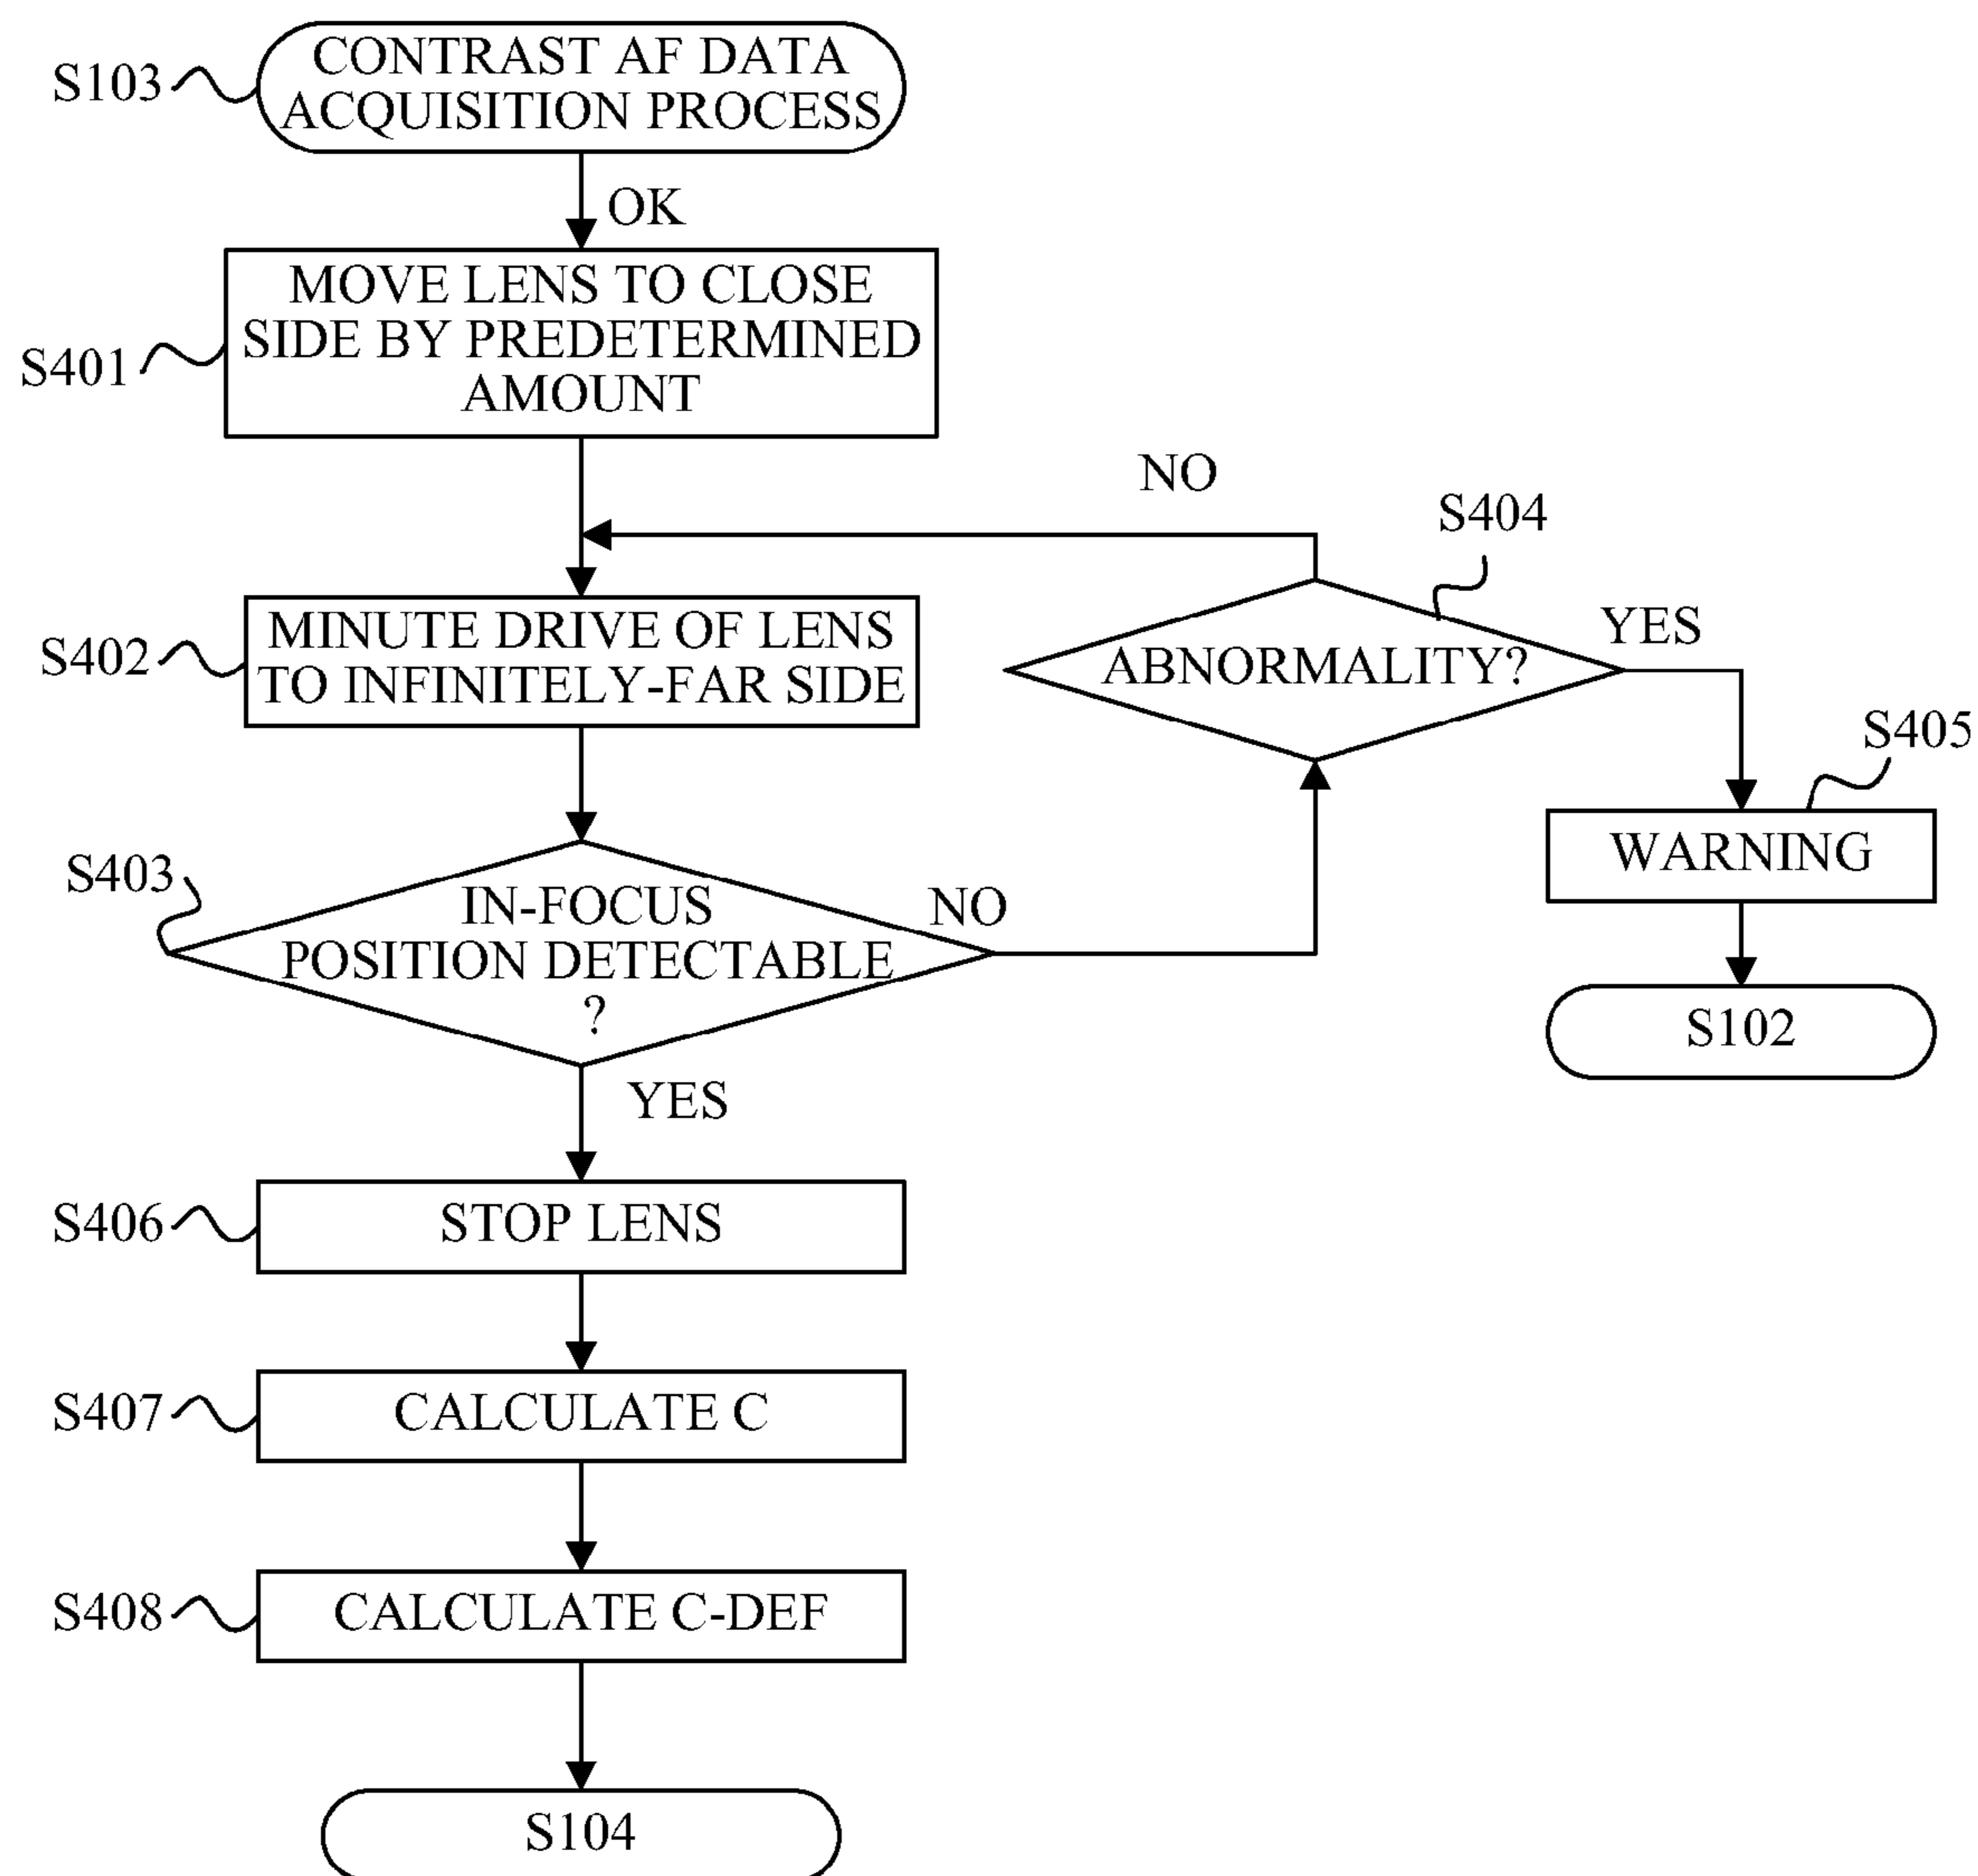 S103
CONTRAST AF DATA
ACQUISITION PROCESS
OK
S401
MOVE LENS TO CLOSE
SIDE BY PREDETERMINED
AMOUNT
NO
S404
S402
MINUTE DRIVE OF LENS
TO INFINITELY-FAR SIDE
ABNORMALITY?
YES
S405
WARNING
S102
S403
IN-FOCUS
POSITION DETECTABLE
?
NO
YES
S406
STOP LENS
S407
CALCULATE C
S408
CALCULATE C-DEF
S104